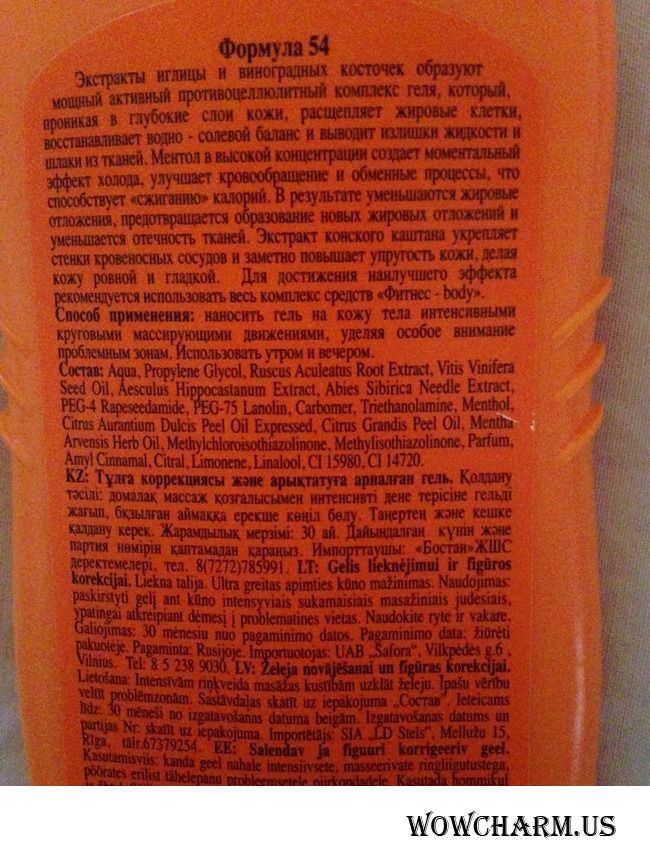 Формула 54
Экстракты иглицы и виноградных косточек образуют
мощный активный противоцеллюлитный комплекс геля, который,
проникая в глубокие слои кожи, расщепляет жировые клетки,
восстанавливает водно - солевой баланс и выводит излишки жидкости и
шлаки из тканей. Ментол в высокой концентрации создает моментальный
эффект холода, улучшает кровообращение и обменные процессы, что
способствует «сжиганию» калорий. В результате уменьшаются жировые
отложения, предотвращается образование новых жировых отложений и
уменьшается отечность тканей. Экстракт конского каштана укрепляет
стенки кровеносных сосудов и заметно повышает упругость кожи, делая
кожу ровной и гладкой. Для достижения наилучшего эффекта
рекомендуется использовать весь комплекс средств «Фитнес - body».
Способ применения: наносить гель на кожу тела интенсивными
круговыми массирующими движениями, уделяя особое внимание
проблемным зонам. Использовать утром и вечером.
Состав: Aqua, Propylene Glycol, Ruscus Aculeatus Root Extract, Vitis Vinifera
Seed Oil, Aesculus Hippocastanum Extract, Abies Sibirica Needle Extract,
PEG-4 Rapeseedamide, PEG-75 Lanolin, Carbomer, Triethanolamine, Menthol,
Citrus Aurantium Dulcis Peel Oil Expressed, Citrus Grandis Peel Oil, Mentha
Arvensis Herb Oil, Methylchloroisothiazolinone, Methylisothiazolinone, Parfum,
Amyl Cinnamal, Citral, Limonene, Linalool, CI 15980, CI 14720.
KZ: Тұлға коррекциясы және арықтатуға арналған гель. Қолдану
тәсілі: домалақ массаж қозғалысымен интенсивті дене терісіне гельді
жағып, бқзылған аймаққа ерекше көңіл бөлу. Таңертең және кешке
қалдану керек. Жарамдылық мерзімі: 30 ай. Дайындалған күнін және
партия нөмірін қаптамадан қараңыз. Импорттаушы: «Бостан»ЖШС
деректемелері, тел. 8(7272)785991. LT: Gelis lieknėjimui ir figūros
korekcijai. Liekna talija. Ultra greitas apimties kūno mažinimas. Naudojimas:
paskirstyti gelį ant kūno intensyviais sukamaisiais masažiniais judesiais,
ypatingai atkreipiant dėmesį į problematines vietas. Naudokite ryte ir vakare.
Galiojimas: 30 mėnesiu nuo pagaminimo datos. Pagaminimo data: žiūrėti
pakuotėje. Pagaminta: Rusijoje. Importuotojas: UAB „Šafora", Vilkpėdės g.6 ,
Vilnius. Tel: 8 5 238 9030. LV: Želeja novājēšanai un figūras korekcijai.
Lietošana: Intensīvām riņķveida masāžas kustībām uzklāt želeju. Īpašu vērību
veltīt problēmzonām. Sastāvdaļas skatīt uz iepakojuma „Состав". Ieteicams
līdz: 30 mēneši no izgatavošanas datuma beigām. Izgatavošanas datums un
partijas Nr. skatīt uz iepakojuma. Importētājs: SIA „LD Stels", Mellužu 15,
Rīga, tālr.67379254. EE: Salendav ja figuuri korrigeeriv geel.
Kasutamisviis: kanda geel nahale intensiivsete, masseerivate ringliigutustega,
pöörates erilist tähelepanu probleemsetele piirkondadele. Kasutada hommikul
WOWCHARM.US